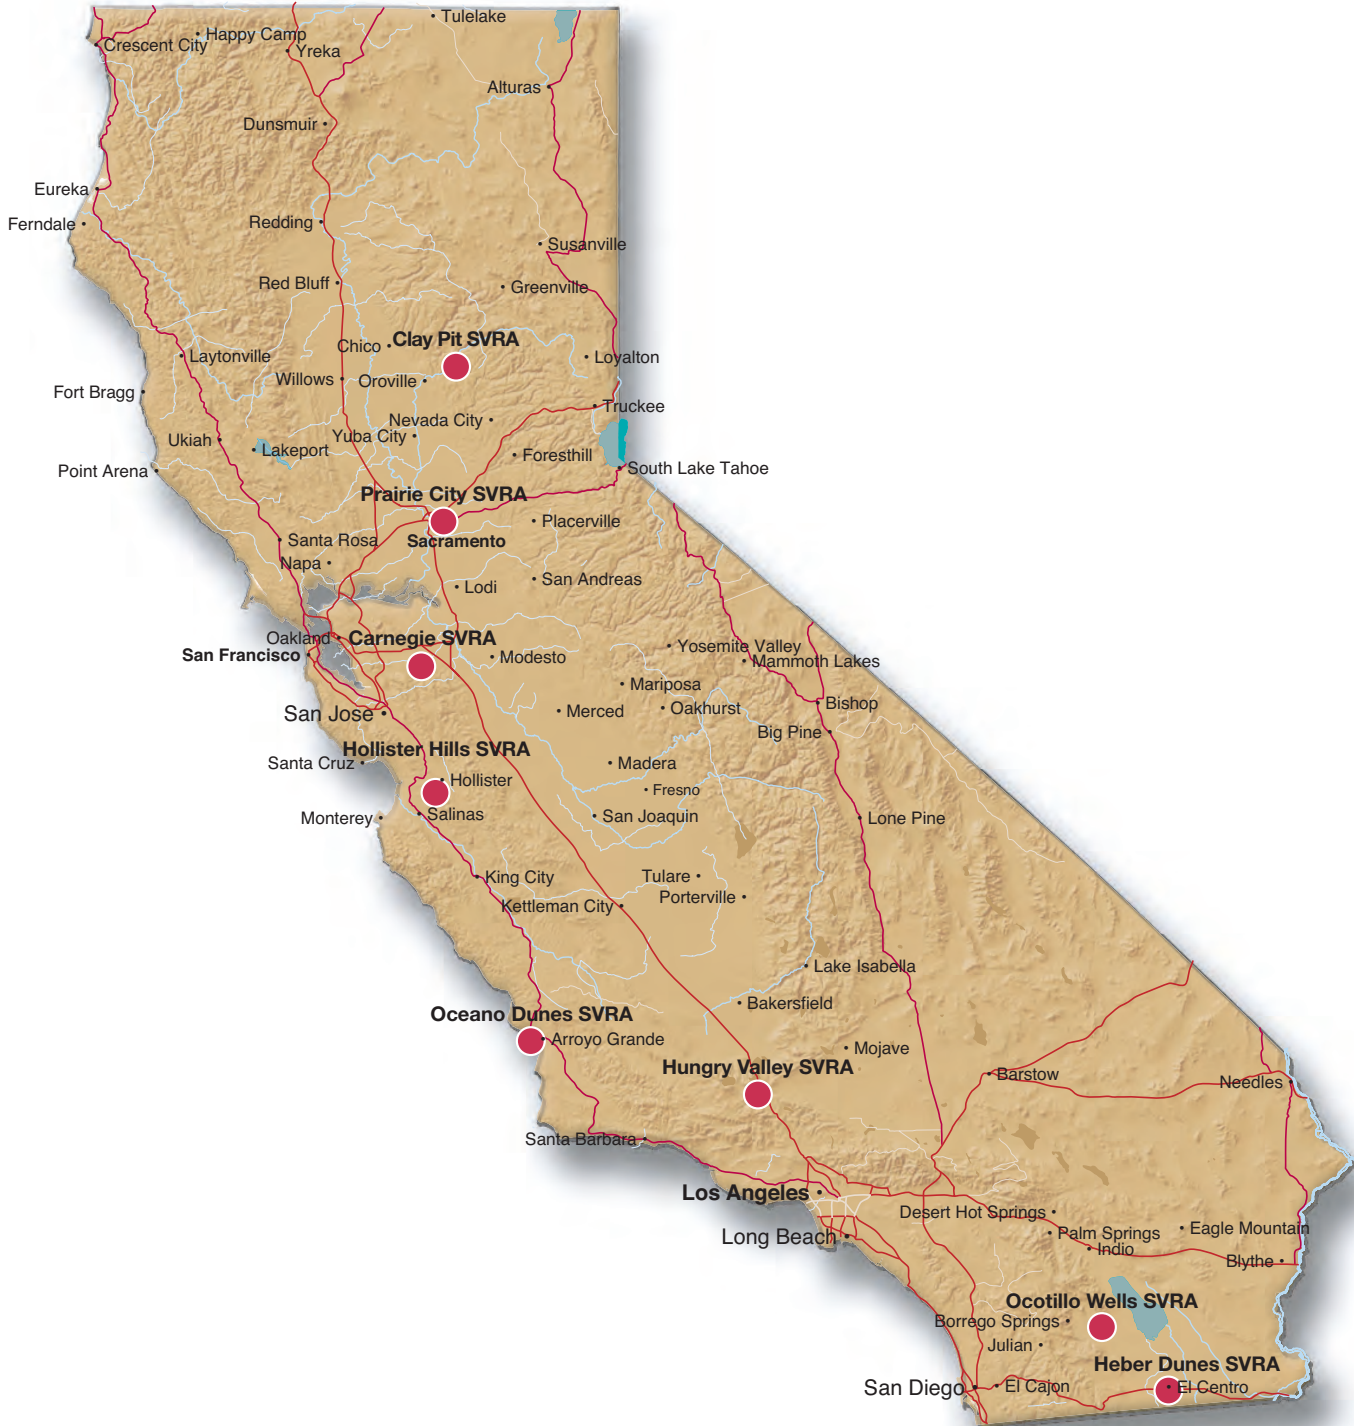 Tulelake
Happy Camp
Crescent City
Yreka
Alturas
Dunsmuir
Eureka
Ferndale
Redding
Susanville
Red Bluff
Greenville
Clay Pit SVRA
Chico
Laytonville
Loyalton
Willows
Oroville
Fort Bragg
Truckee
Nevada City
Yuba City
Ukiah
Lakeport
Foresthill
Point Arena
South Lake Tahoe
Prairie City SVRA
Placerville
Santa Rosa
Sacramento
Napa
San Andreas
Lodi
Oakland
Carnegie SVRA
Yosemite Valley
San Francisco
Modesto
Mammoth Lakes
Mariposa
Bishop
Oakhurst
Merced
San Jose
Big Pine
Hollister Hills SVRA
Santa Cruz
Madera
Hollister
Fresno
Salinas
Monterey
San Joaquin
Lone Pine
King City
Tulare
Porterville
Kettleman City
Lake Isabella
Bakersfield
Oceano Dunes SVRA
Arroyo Grande
Mojave
Hungry Valley SVRA
Barstow
Needles
Santa Barbara
Los Angeles
Desert Hot Springs
Eagle Mountain
Palm Springs
Long Beach
Indio
Blythe
Ocotillo Wells SVRA
Borrego Springs
Julian
Heber Dunes SVRA
San Diego
El Cajon
El Centro